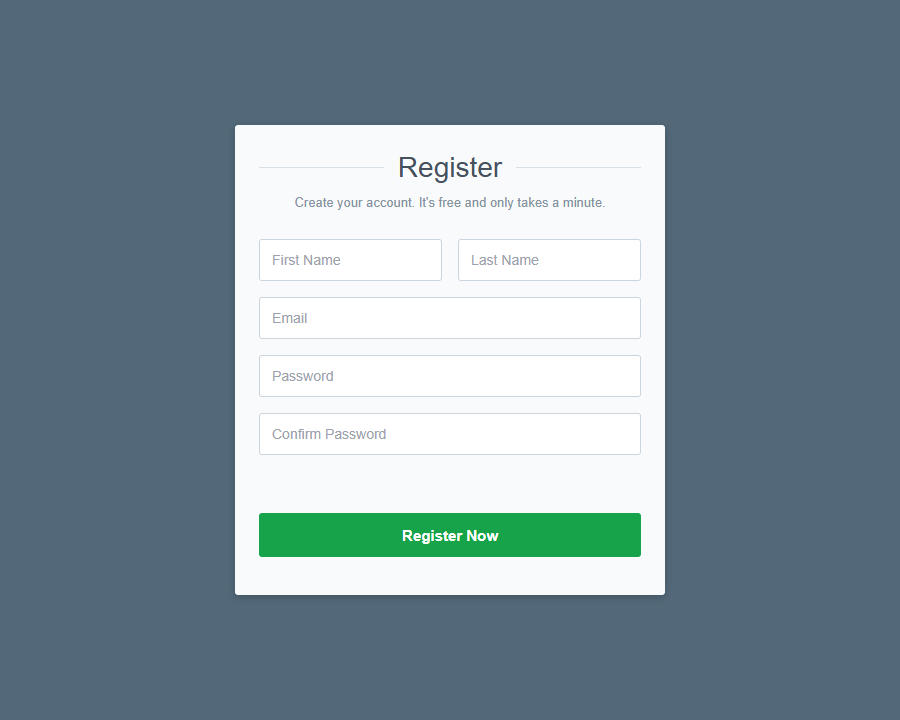 Register
Create your account. It's free and only takes a minute.
First Name Last Name
Email
Password
Confirm Password
Register Now